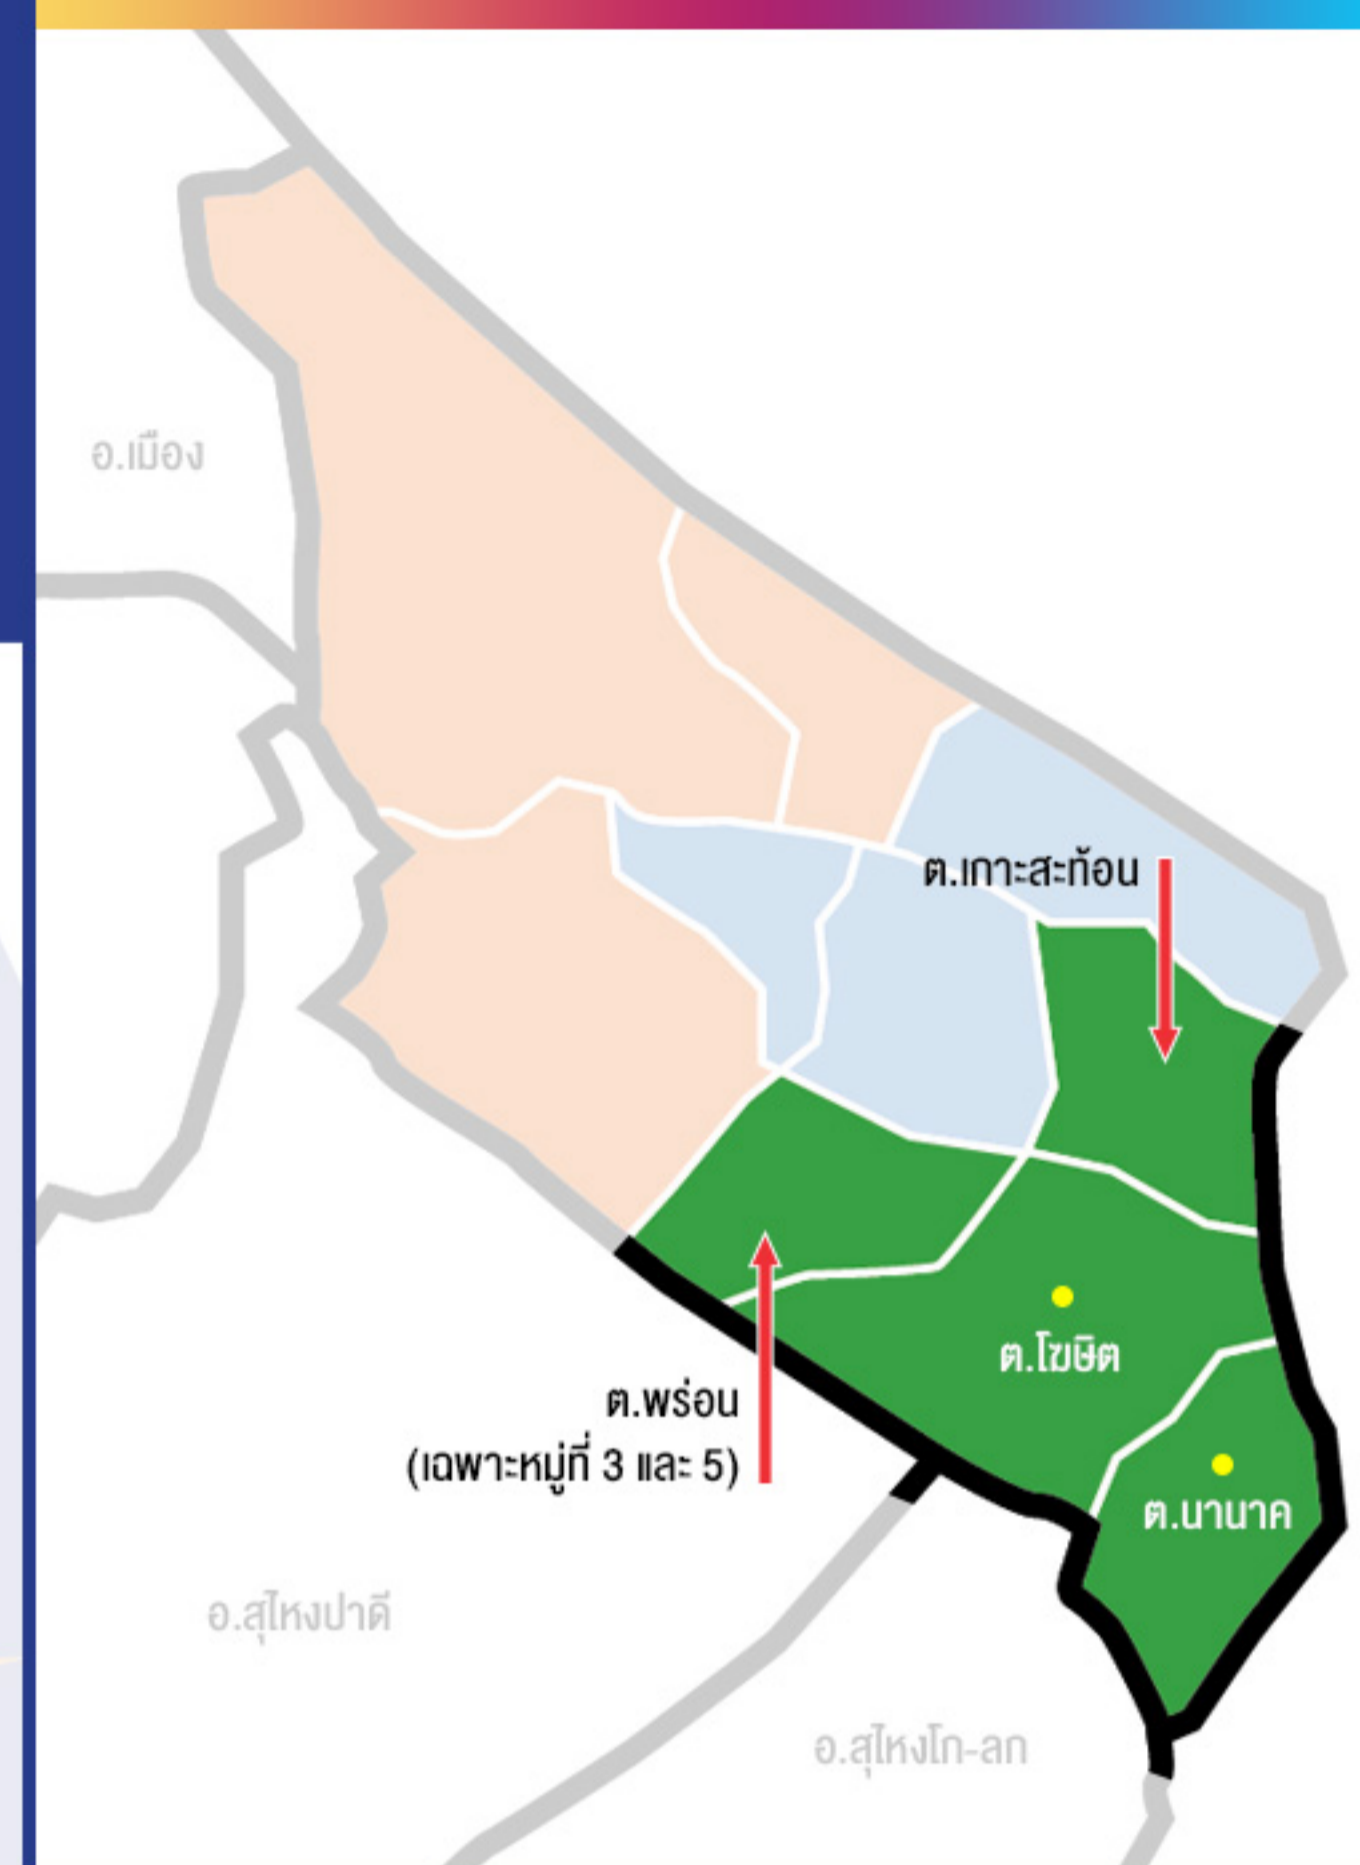 อ.เมือง
ต.เกาะสะท้อน
ต.โฆษิต
ต.พร่อน
(เฉพาะหมู่ที่ 3 และ 5)
ต.นานาค
อ.สุไหงปาดี
อ.สุไหงโก-ลก